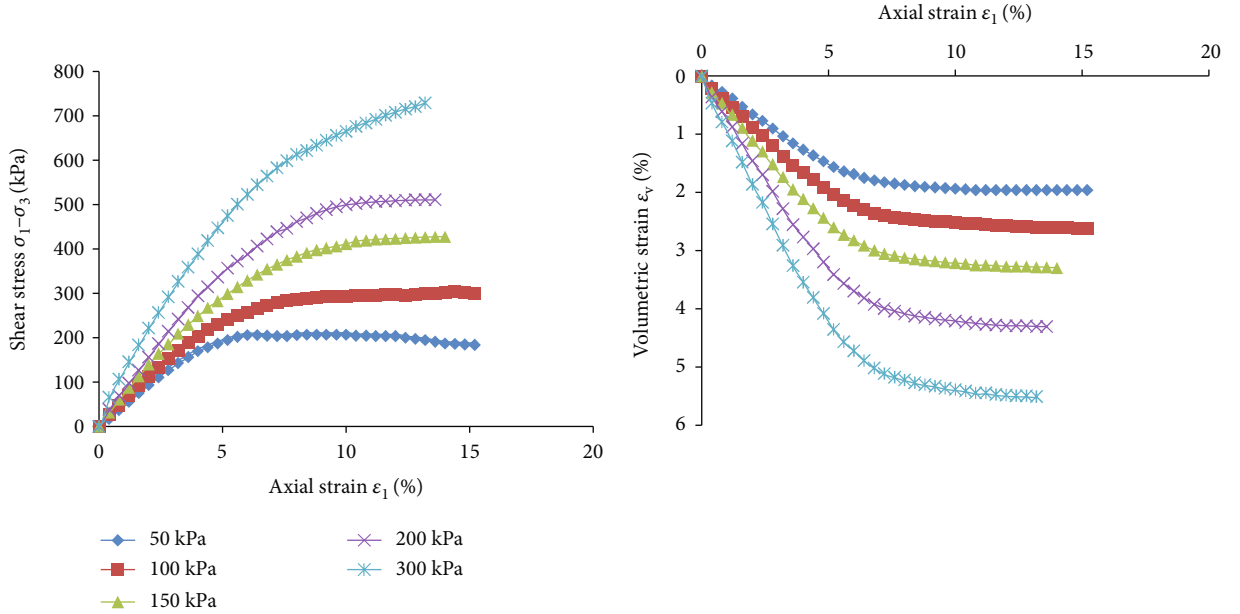 800
700
600
500
400
300
200
100
0
Shear stress σ1–σ3 (kPa)
0 5 10 15 20
Axial strain ε1 (%)
50 kPa
100 kPa
150 kPa
200 kPa
300 kPa
Axial strain ε1 (%)
0 5 10 15 20
0
1
2
3
4
5
6
Volumetric strain εv (%)